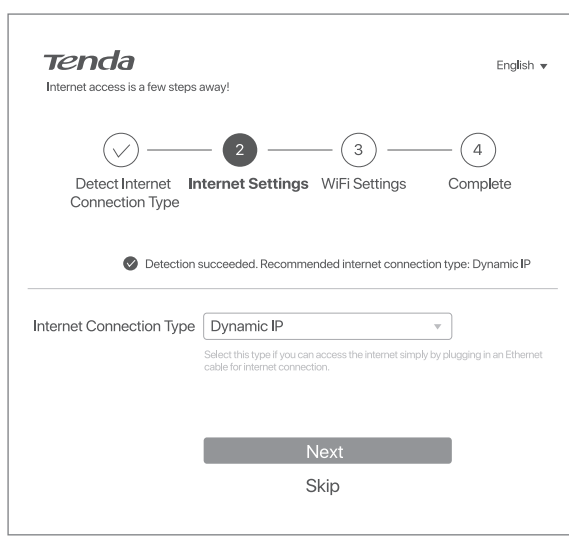 Tenda
English
Internet access is a few steps away!
2
3
4
Detect Internet
Connection Type
Internet Settings
WiFi Settings
Complete
Detection succeeded. Recommended internet connection type: Dynamic IP
Internet Connection Type
Dynamic IP
Select this type if you can access the internet simply by plugging in an Ethernet
cable for internet connection.
Next
Skip